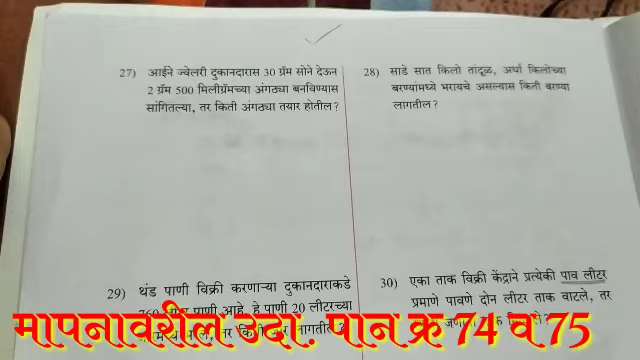 27) आईने ज्वेलरी दुकानदारास 30 ग्रॅम सोने देऊन
2 ग्रॅम 500 मिलीग्रॅमच्या अंगठ्या बनविण्यास
सांगितल्या, तर किती अंगठ्या तयार होतील ?
28) साडे सात किलो तांदूळ, अर्धा किलोच्या
बरण्यांमध्ये भरायचे असल्यास किती बरण्या
लागतील ?
29) थंड पाणी विक्री करणाऱ्या दुकानदाराकडे
पाणी आहे. हे पाणी 20 लीटरच्या
30) एका ताक विक्री केंद्राने प्रत्येकी पाव लीटर
प्रमाणे पावणे दोन लीटर ताक वाटले, तर
मापनावरील उदा. पान क्र 74 व 75